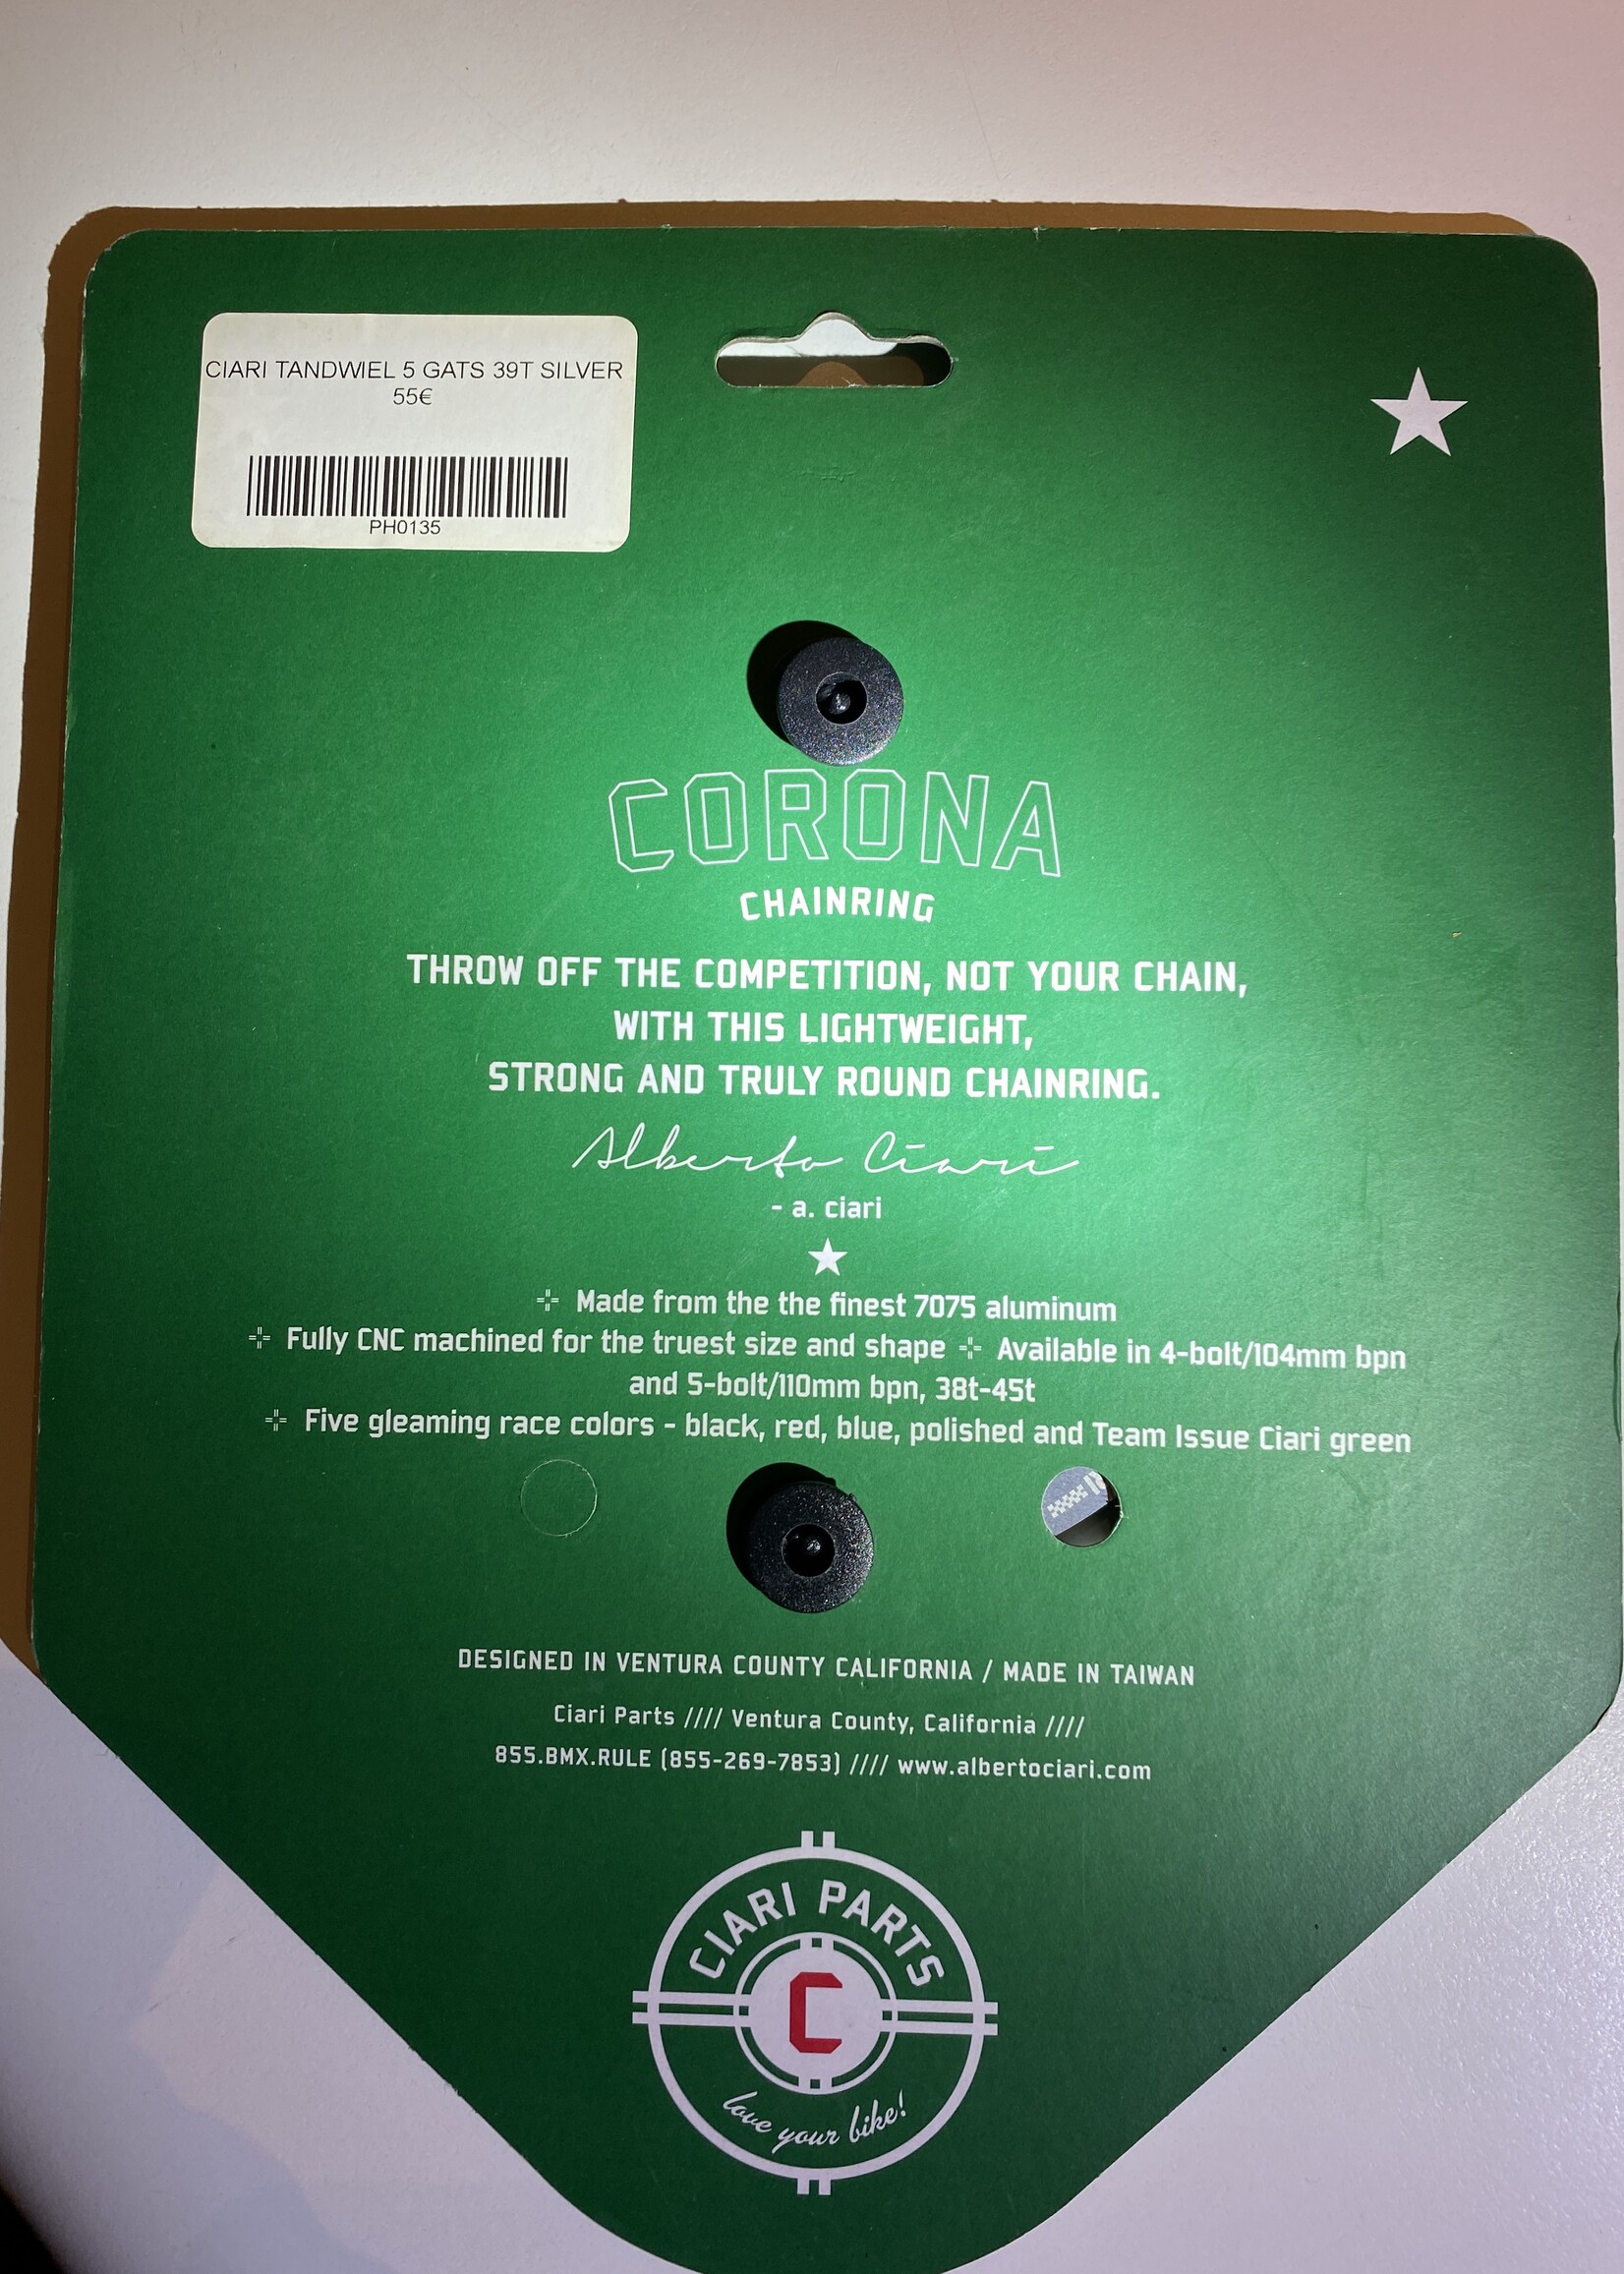 CIARI TANDWIEL 5 GATS 39T SILVER
55€
PH0135
CORONA
CHAINRING
THROW OFF THE COMPETITION, NOT YOUR CHAIN,
WITH THIS LIGHTWEIGHT,
STRONG AND TRULY ROUND CHAINRING.
Alberto Ciari
- a. ciari
Made from the the finest 7075 aluminum
Fully CNC machined for the truest size and shape Available in 4-bolt/104mm bpn
and 5-bolt/110mm bpn, 38t-45t
Five gleaming race colors - black, red, blue, polished and Team Issue Ciari green
DESIGNED IN VENTURA COUNTY CALIFORNIA / MADE IN TAIWAN
Ciari Parts //// Ventura County, California ////
855.BMX.RULE (855-269-7853) //// www.albertociari.com
CIARI PARTS
C
love your bike!